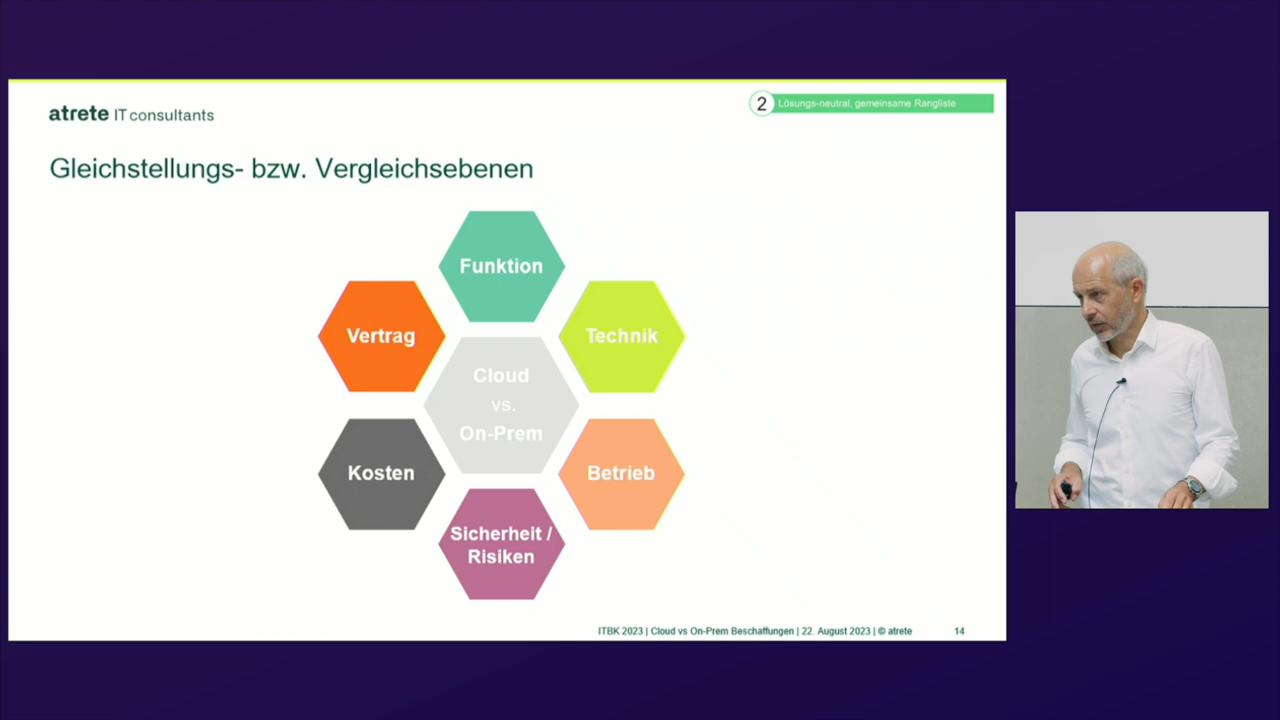 atrete IT consultants
2 Lösungs-neutral, gemeinsame Rangliste
Gleichstellungs- bzw. Vergleichsebenen
Funktion
Vertrag
Technik
Cloud
vs.
On-Prem
Kosten
Betrieb
Sicherheit /
Risiken
ITBK 2023 | Cloud vs On-Prem Beschaffungen | 22. August 2023 | © atrete 14